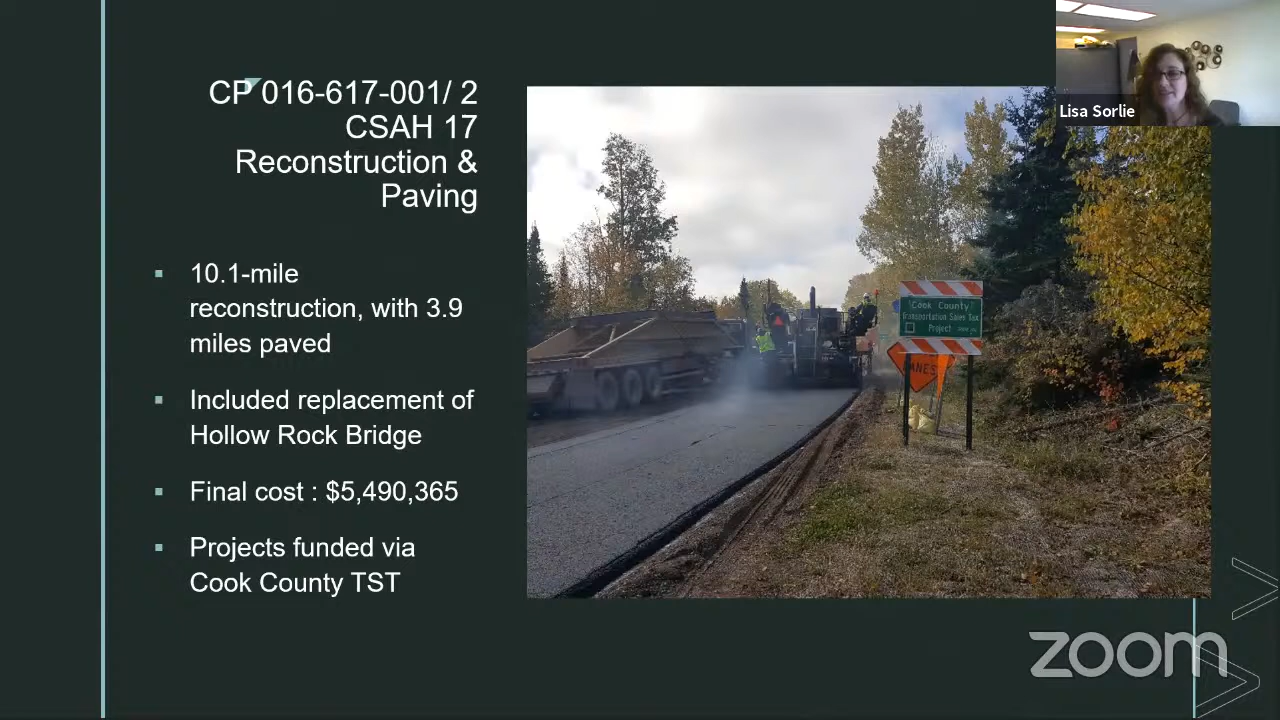 CP 016-617-001/ 2
CSAH 17
Reconstruction &
Paving
▪ 10.1-mile
reconstruction, with 3.9
miles paved
▪ Included replacement of
Hollow Rock Bridge
▪ Final cost : $5,490,365
▪ Projects funded via
Cook County TST
Lisa Sorlie
Cook County
Transportation Sales Tax
Project
zoom